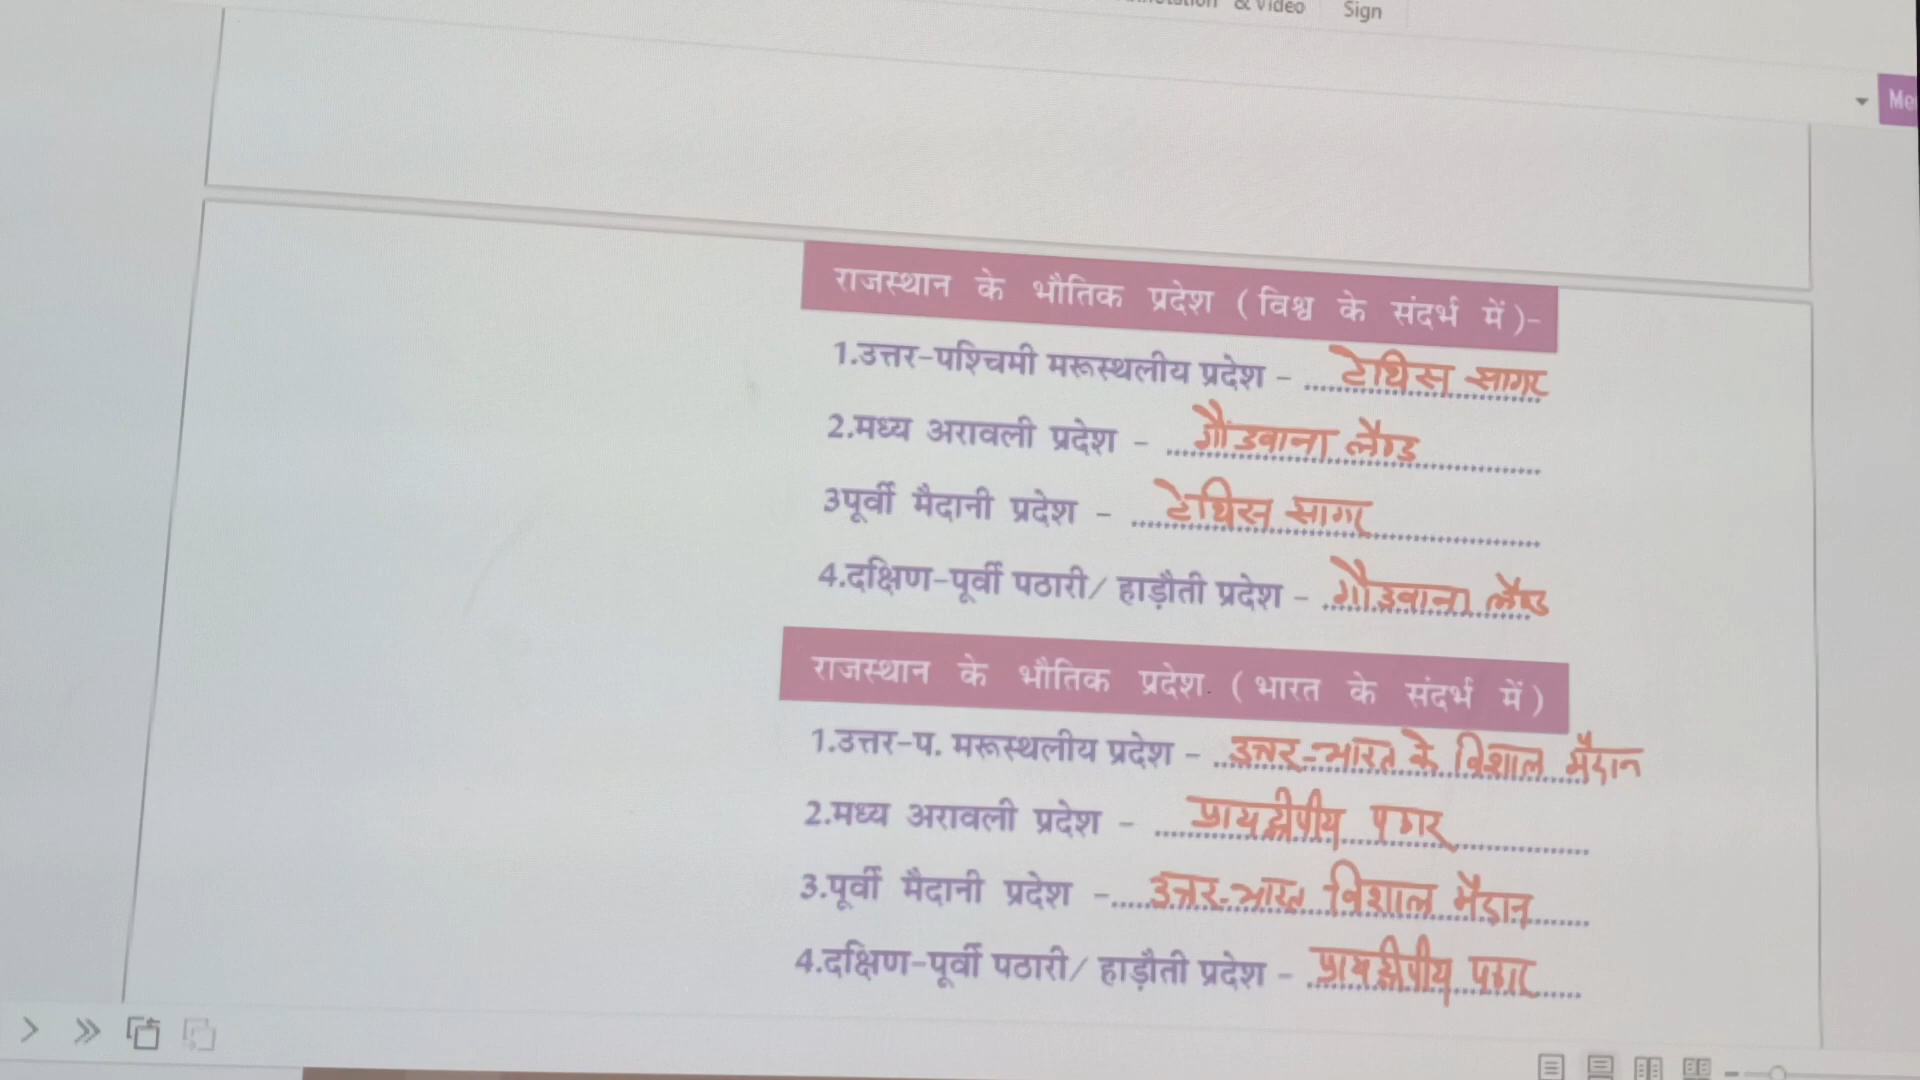 & Video Sign
राजस्थान के भौतिक प्रदेश ( विश्व के संदर्भ में )-
1.उत्तर-पश्चिमी मरूस्थलीय प्रदेश - टेथिस सागर
2.मध्य अरावली प्रदेश - गौंडवाना लैण्ड
3पूर्वी मैदानी प्रदेश - टेथिस सागर
4.दक्षिण-पूर्वी पठारी/ हाड़ौती प्रदेश - गौंडवाना लैण्ड
राजस्थान के भौतिक प्रदेश ( भारत के संदर्भ में )
1.उत्तर-प. मरूस्थलीय प्रदेश - उत्तर-भारत के विशाल मैदान
2.मध्य अरावली प्रदेश - प्रायद्वीपीय पठार
3.पूर्वी मैदानी प्रदेश - उत्तर-भारत विशाल मैदान
4.दक्षिण-पूर्वी पठारी/ हाड़ौती प्रदेश - प्रायद्वीपीय पठार